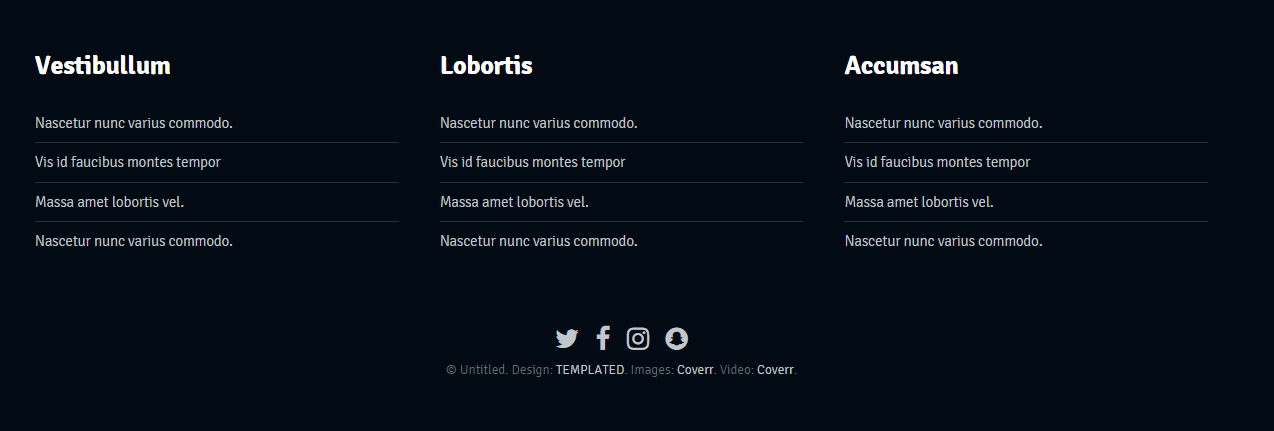 Vestibullum
Nascetur nunc varius commodo.
Vis id faucibus montes tempor
Massa amet lobortis vel.
Nascetur nunc varius commodo.
Lobortis
Nascetur nunc varius commodo.
Vis id faucibus montes tempor
Massa amet lobortis vel.
Nascetur nunc varius commodo.
Accumsan
Nascetur nunc varius commodo.
Vis id faucibus montes tempor
Massa amet lobortis vel.
Nascetur nunc varius commodo.
© Untitled. Design: TEMPLATED. Images: Coverr. Video: Coverr.